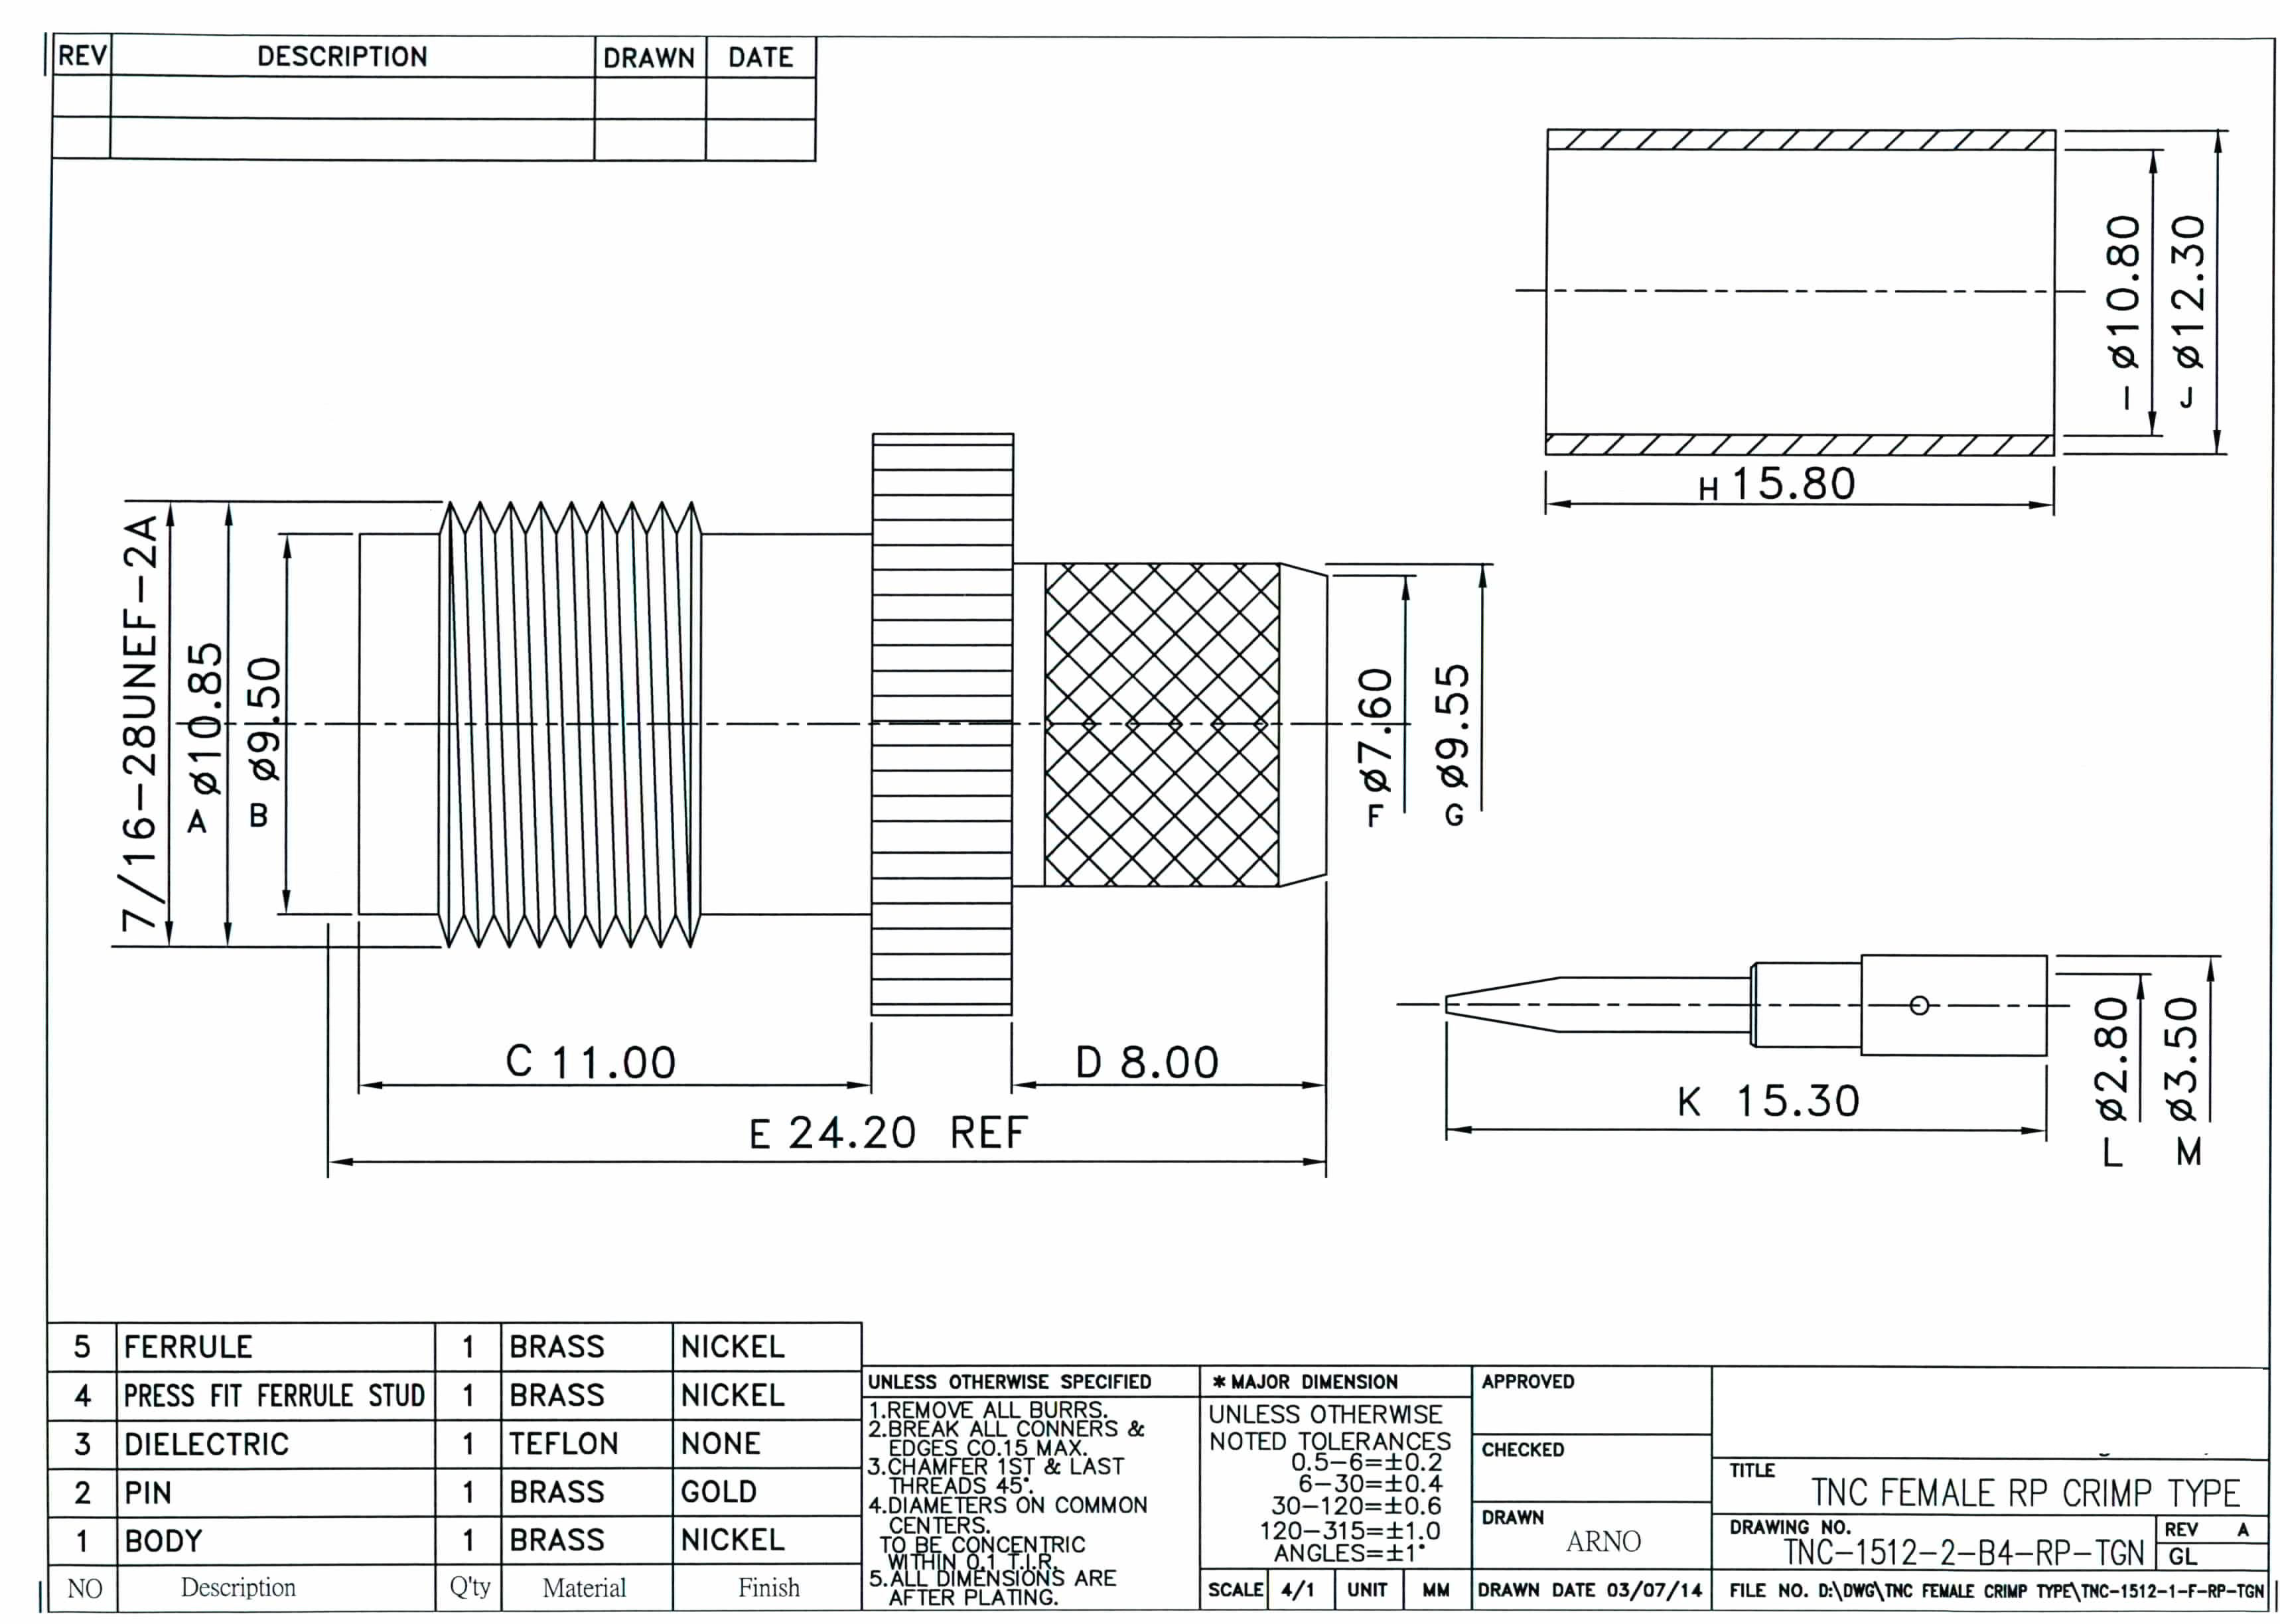 REV DESCRIPTION DRAWN DATE
ø10.80
I
ø12.30
J
H 15.80
7/16-28UNEF-2A
A ø10.85
B ø9.50
F ø7.60
G ø9.55
C 11.00
D 8.00
E 24.20 REF
K 15.30
L ø2.80
M ø3.50
5 FERRULE 1 BRASS NICKEL
4 PRESS FIT FERRULE STUD 1 BRASS NICKEL
3 DIELECTRIC 1 TEFLON NONE
2 PIN 1 BRASS GOLD
1 BODY 1 BRASS NICKEL
NO Description Q'ty Material Finish
UNLESS OTHERWISE SPECIFIED
1.REMOVE ALL BURRS.
2.BREAK ALL CONNERS &
EDGES CO.15 MAX.
3.CHAMFER 1ST & LAST
THREADS 45°.
4.DIAMETERS ON COMMON
CENTERS.
TO BE CONCENTRIC
WITHIN 0.1 T.I.R.
5.ALL DIMENSIONS ARE
AFTER PLATING.
* MAJOR DIMENSION
UNLESS OTHERWISE
NOTED TOLERANCES
0.5-6=±0.2
6-30=±0.4
30-120=±0.6
120-315=±1.0
ANGLES=±1°
SCALE 4/1 UNIT MM
APPROVED
CHECKED
DRAWN
ARNO
DRAWN DATE 03/07/14
TITLE
TNC FEMALE RP CRIMP TYPE
DRAWING NO.
TNC-1512-2-B4-RP-TGN
REV A
GL
FILE NO. D:\DWG\TNC FEMALE CRIMP TYPE\TNC-1512-1-F-RP-TGN